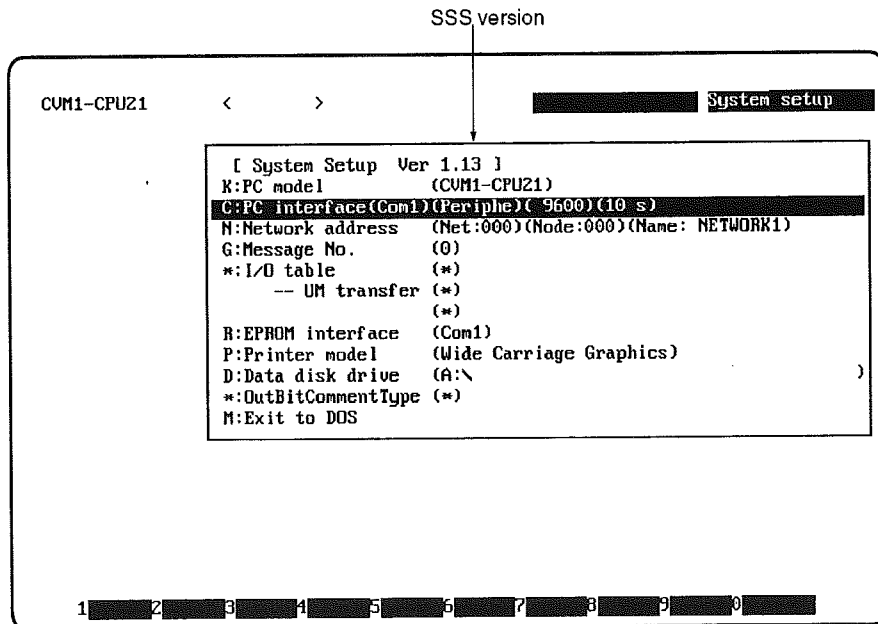 SSS version
CVM1-CPU21 < > System setup
[ System Setup Ver 1.13 ]
K:PC model (CVM1-CPU21)
C:PC interface(Com1)(Periphe)( 9600)(10 s)
N:Network address (Net:000)(Node:000)(Name: NETWORK1)
G:Message No. (0)
*:I/O table (*)
-- UM transfer (*)
(*)
R:EPROM interface (Com1)
P:Printer model (Wide Carriage Graphics)
D:Data disk drive (A:\ )
*:OutBitCommentType (*)
M:Exit to DOS
1 2 3 4 5 6 7 8 9 0